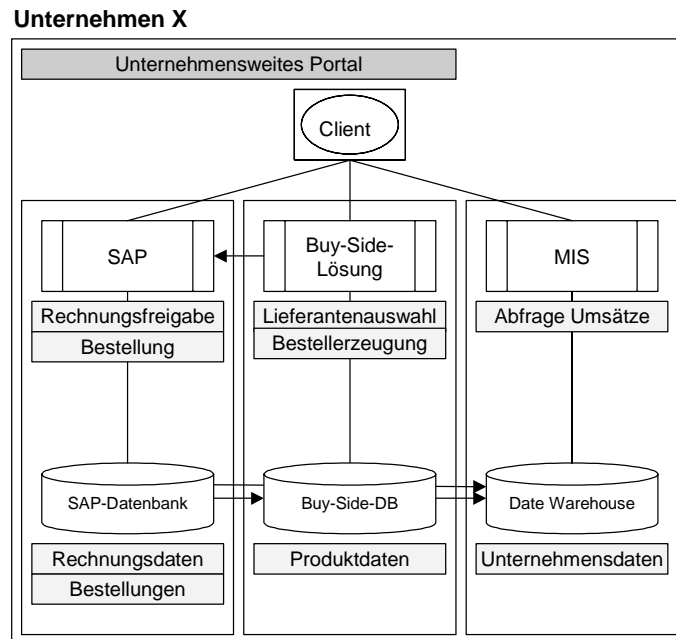 Unternehmen X
Unternehmensweites Portal
Client
SAP
Buy-Side-
Lösung
MIS
Rechnungsfreigabe
Bestellung
Lieferantenauswahl
Bestellerzeugung
Abfrage Umsätze
SAP-Datenbank
Buy-Side-DB
Date Warehouse
Rechnungsdaten
Bestellungen
Produktdaten
Unternehmensdaten